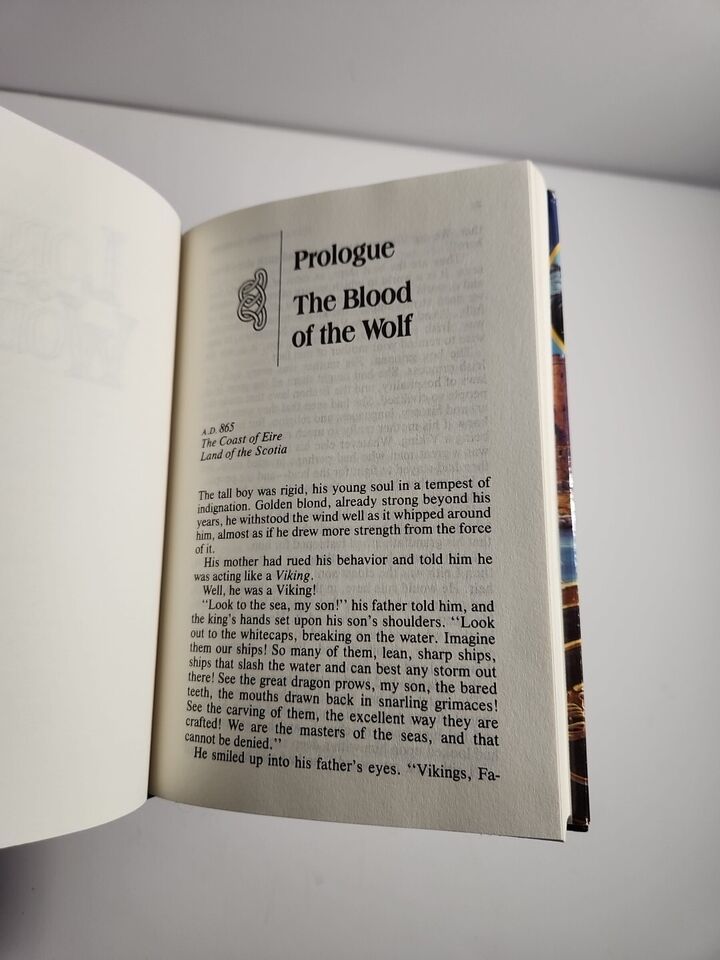 Prologue
The Blood
of the Wolf
A.D. 865
The Coast of Eire
Land of the Scotia
The tall boy was rigid, his young soul in a tempest of
indignation. Golden blond, already strong beyond his
years, he withstood the wind well as it whipped around
him, almost as if he drew more strength from the force
of it.
His mother had rued his behavior and told him he
was acting like a Viking.
Well, he was a Viking!
“Look to the sea, my son!” his father told him, and
the king's hands set upon his son's shoulders. “Look
out to the whitecaps, breaking on the water. Imagine
them our ships! So many of them, lean, sharp ships,
ships that slash the water and can best any storm out
there! See the great dragon prows, my son, the bared
teeth, the mouths drawn back in snarling grimaces!
See the carving of them, the excellent way they are
crafted! We are the masters of the seas, and that
cannot be denied.”
He smiled up into his father's eyes. “Vikings, Fa-